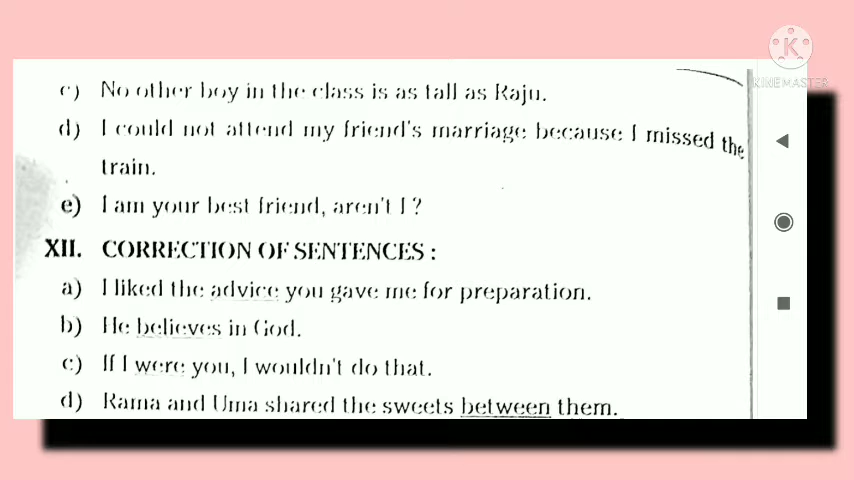 KINEMASTER
c) No other boy in the class is as tall as Raju.
d) I could not attend my friend's marriage because I missed the
train.
e) I am your best friend, aren't I?
XII. CORRECTION OF SENTENCES :
a) I liked the advice you gave me for preparation.
b) He believes in God.
c) If I were you, I wouldn't do that.
d) Rama and Uma shared the sweets between them.